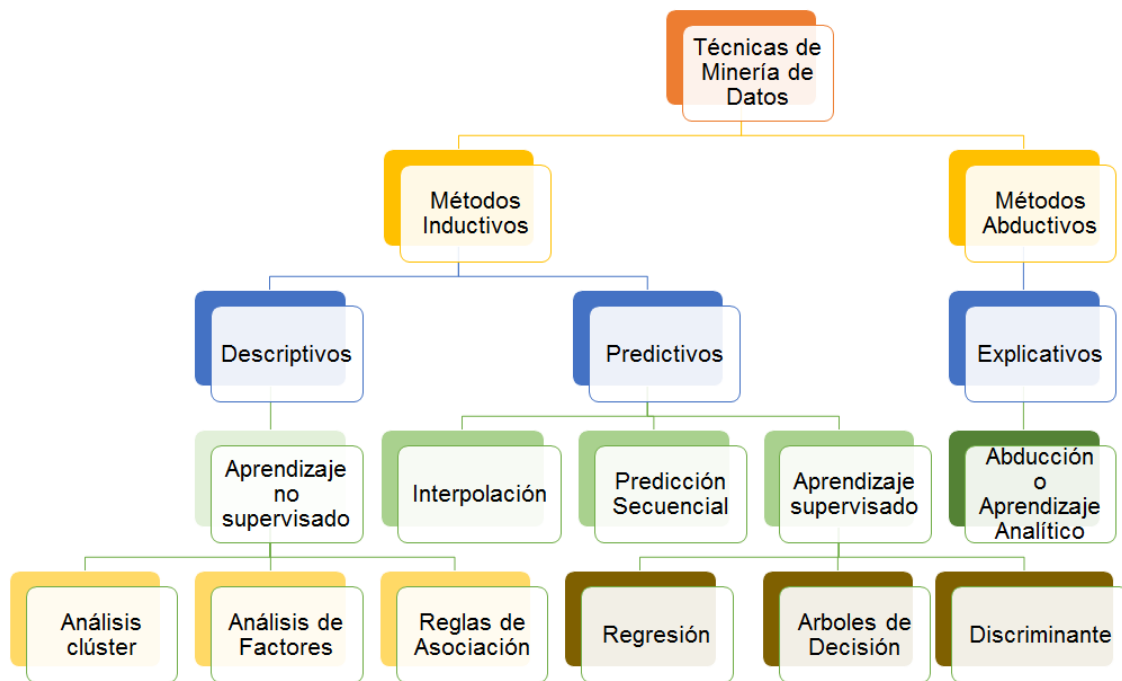 Técnicas de
Minería de
Datos
Métodos
Inductivos
Métodos
Abductivos
Descriptivos
Predictivos
Explicativos
Aprendizaje
no
supervisado
Interpolación
Predicción
Secuencial
Aprendizaje
supervisado
Abducción
o
Aprendizaje
Analítico
Análisis
clúster
Análisis de
Factores
Reglas de
Asociación
Regresión
Arboles de
Decisión
Discriminante